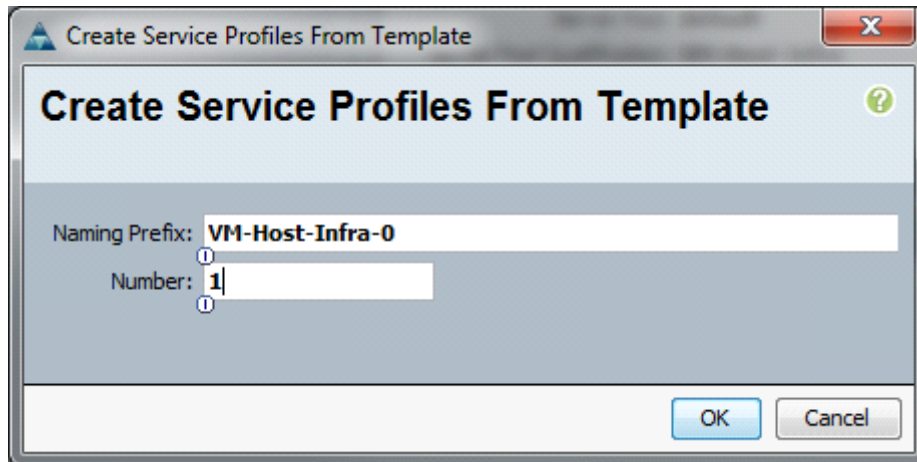 Create Service Profiles From Template
Create Service Profiles From Template
Naming Prefix: VM-Host-Infra-0
Number: 1
OK Cancel